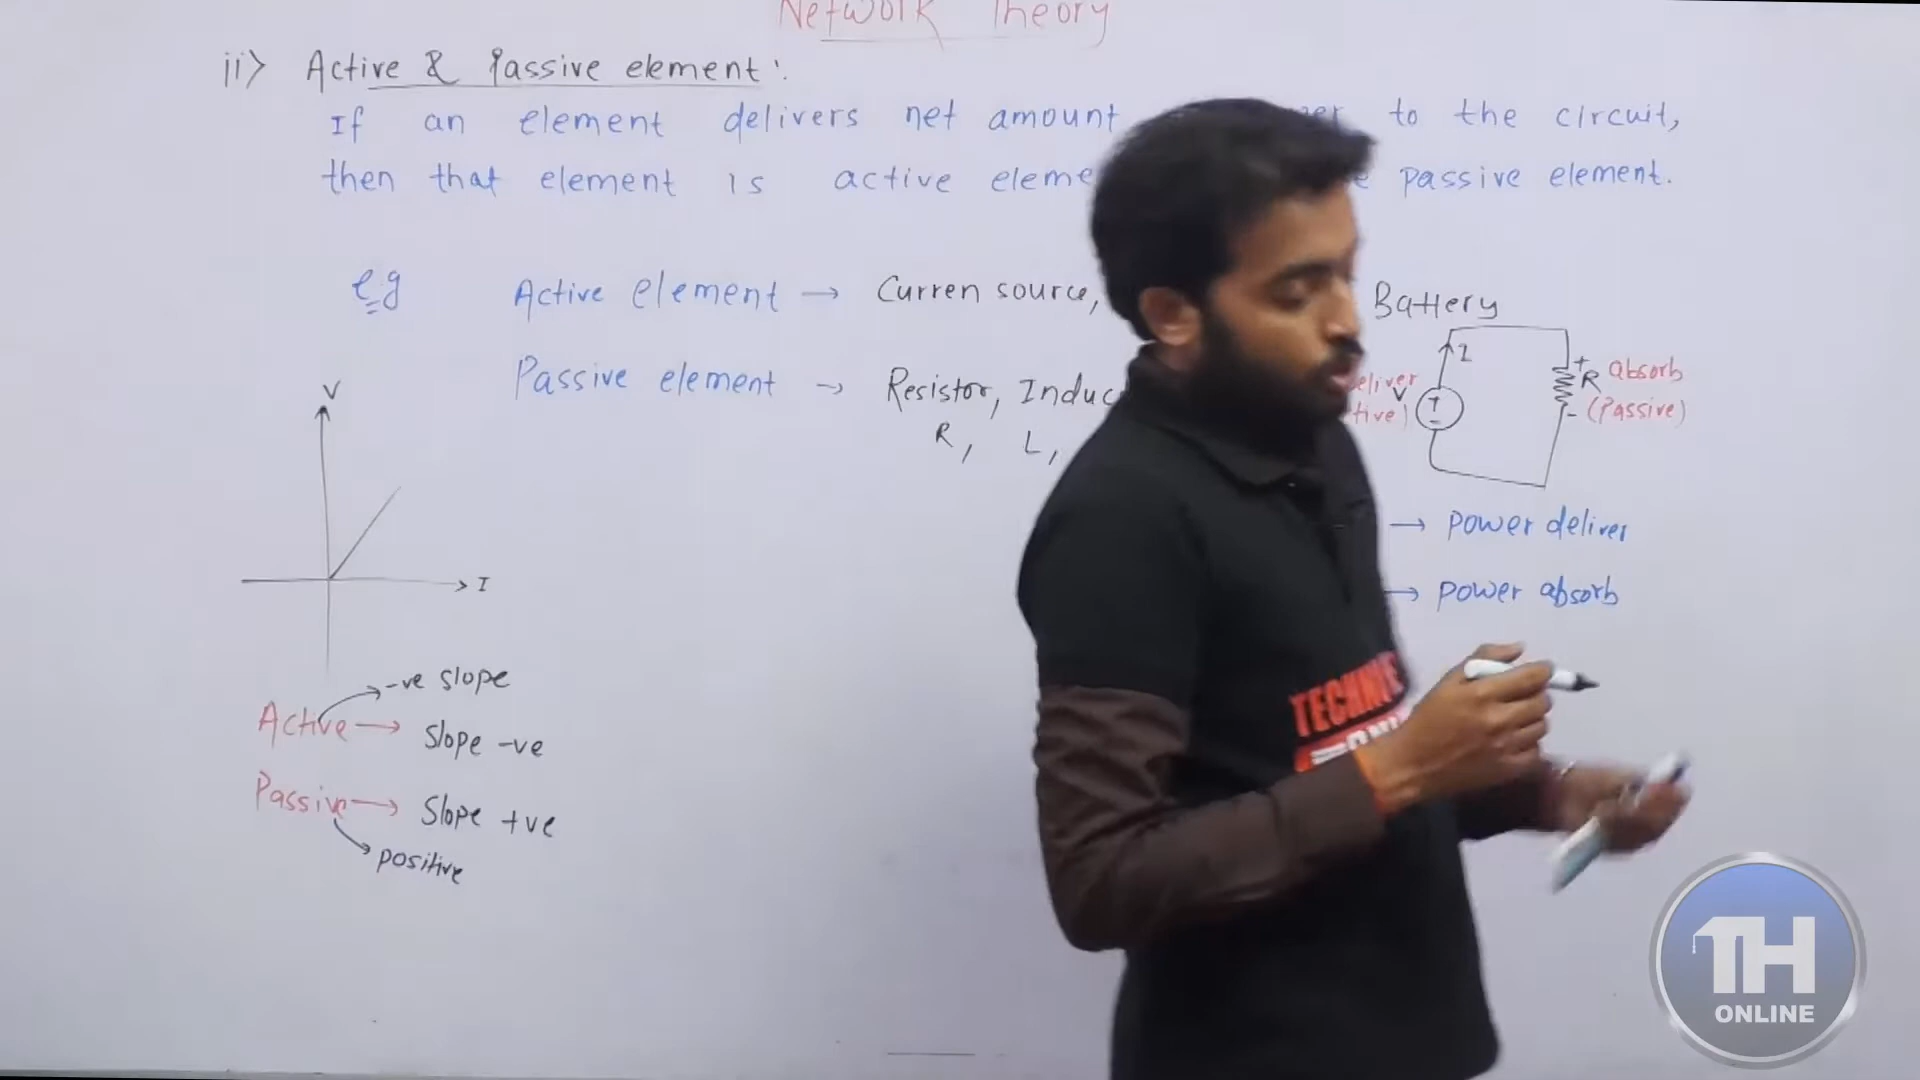 Network Theory
ii> Active & Passive element:
If an element delivers net amount to the circuit,
then that element is active passive element.
e.g Active element → Curren source, Battery
Passive element → Resistor,
R, L,
V
I
I
V
+
-
+
R absorb
- (Passive)
→ power deliver
→ power absorb
-ve slope
Active → Slope -ve
Passive → Slope +ve
positive
TH
ONLINE